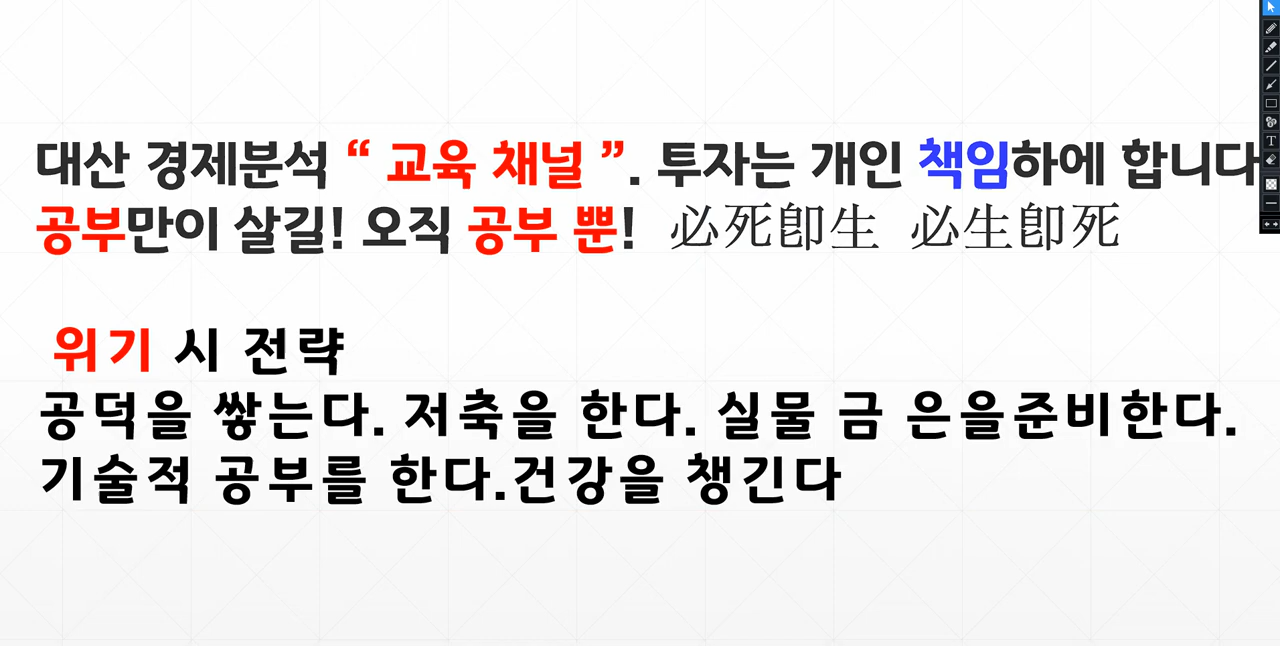 대산 경제분석 “ 교육 채널 ”. 투자는 개인 책임하에 합니다
공부만이 살길! 오직 공부 뿐! 必死卽生 必生卽死
위기 시 전략
공덕을 쌓는다. 저축을 한다. 실물 금 은을준비한다.
기술적 공부를 한다.건강을 챙긴다